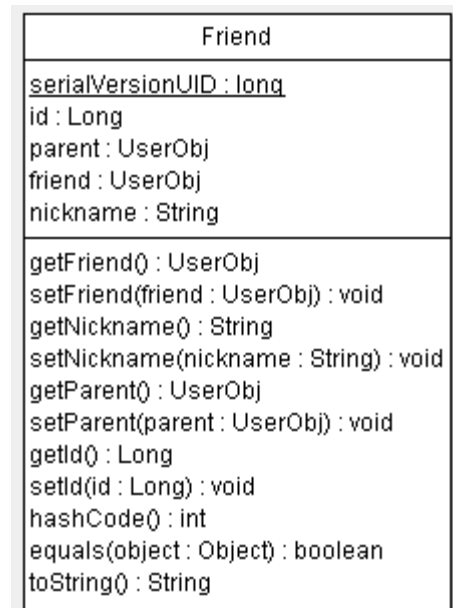 Friend
serialVersionUID : long
id : Long
parent : UserObj
friend : UserObj
nickname : String
getFriend() : UserObj
setFriend(friend : UserObj) : void
getNickname() : String
setNickname(nickname : String) : void
getParent() : UserObj
setParent(parent : UserObj) : void
getId() : Long
setId(id : Long) : void
hashCode() : int
equals(object : Object) : boolean
toString() : String